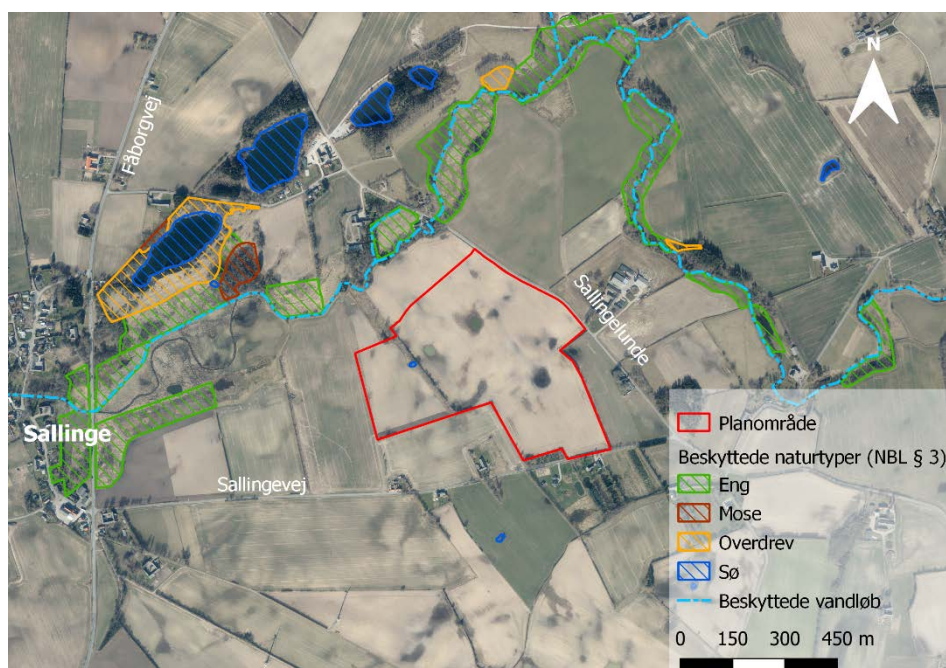 N
Fåborgvej
Sallingelunde
Sallinge
Sallingevej
Planområde
Beskyttede naturtyper (NBL § 3)
Eng
Mose
Overdrev
Sø
Beskyttede vandløb
0 150 300 450 m